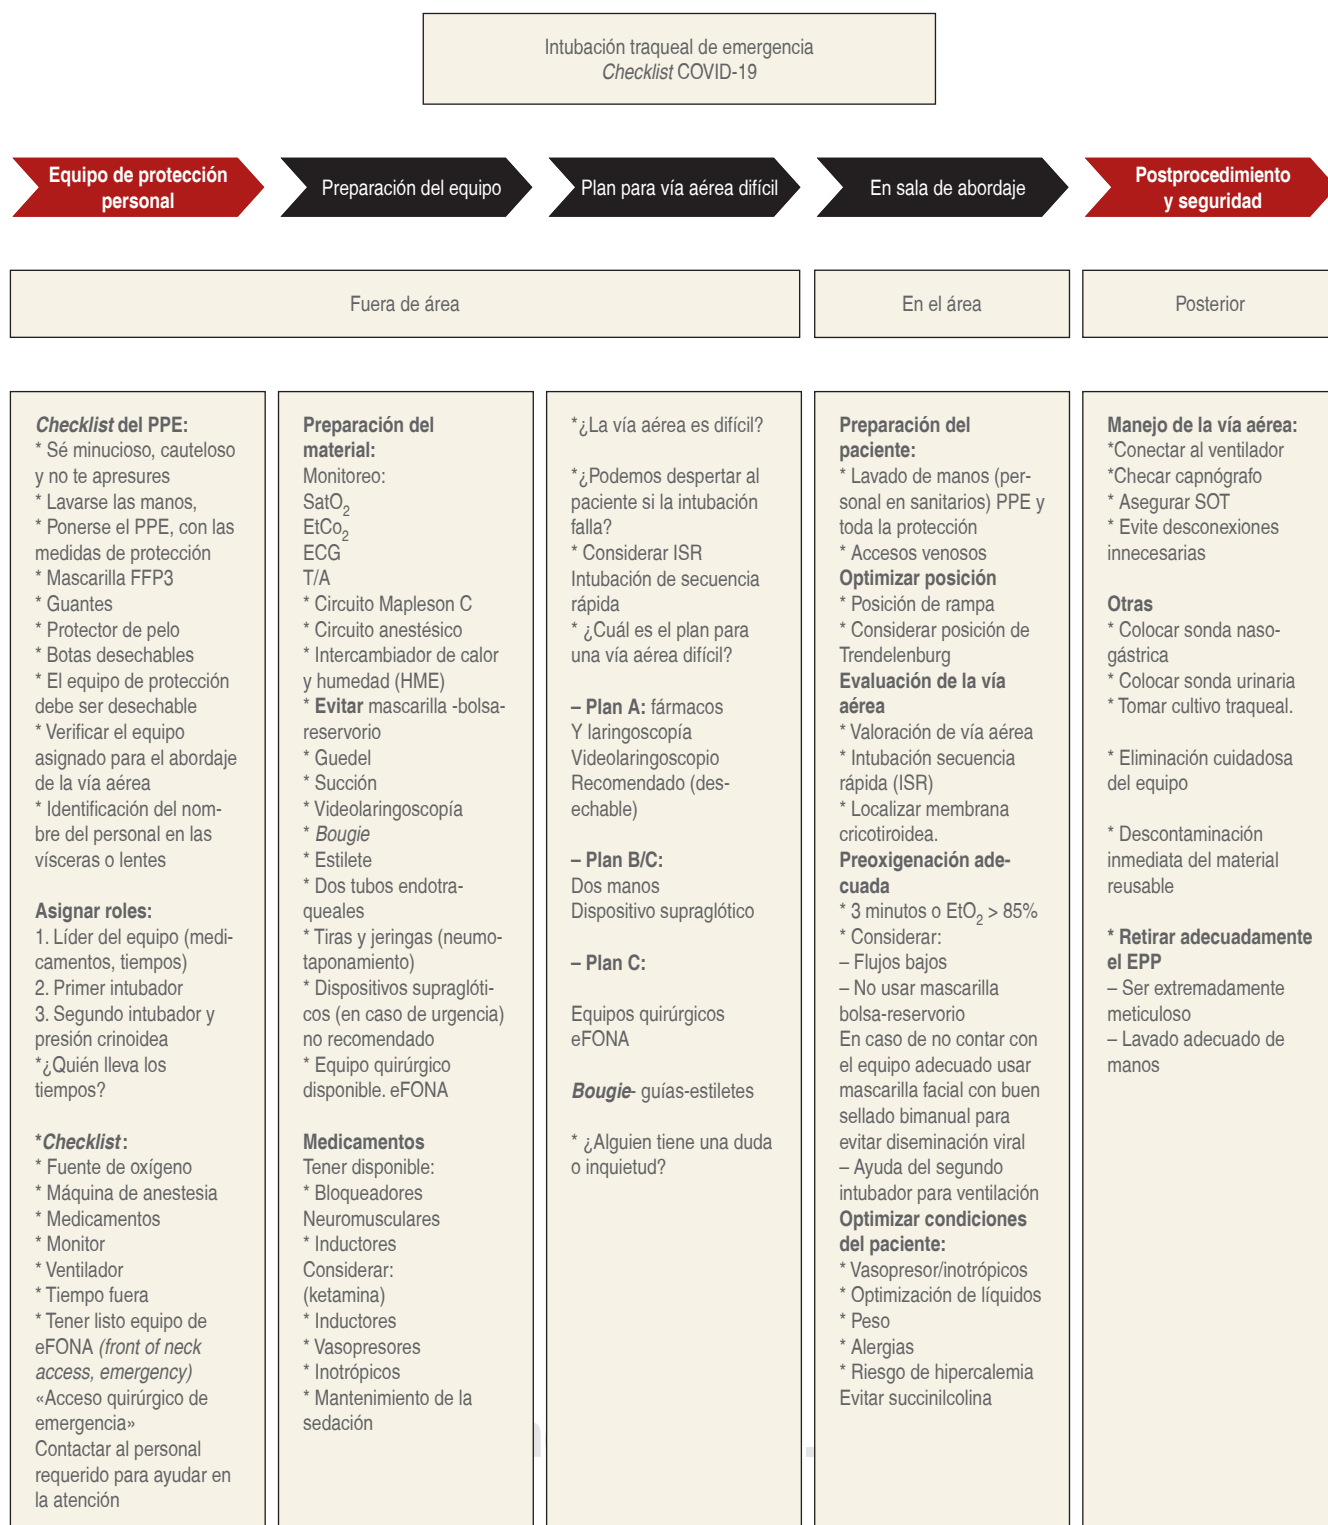 Intubación traqueal de emergencia
Checklist COVID-19
Equipo de protección
personal
Preparación del equipo
Plan para vía aérea difícil
En sala de abordaje
Postprocedimiento
y seguridad
Fuera de área
En el área
Posterior
Checklist del PPE:
* Sé minucioso, cauteloso
y no te apresures
* Lavarse las manos,
* Ponerse el PPE, con las
medidas de protección
* Mascarilla FFP3
* Guantes
* Protector de pelo
* Botas desechables
* El equipo de protección
debe ser desechable
* Verificar el equipo
asignado para el abordaje
de la vía aérea
* Identificación del nom-
bre del personal en las
vísceras o lentes
Asignar roles:
1. Líder del equipo (medi-
camentos, tiempos)
2. Primer intubador
3. Segundo intubador y
presión crinoidea
*¿Quién lleva los
tiempos?
*Checklist:
* Fuente de oxígeno
* Máquina de anestesia
* Medicamentos
* Monitor
* Ventilador
* Tiempo fuera
* Tener listo equipo de
eFONA (front of neck
access, emergency)
«Acceso quirúrgico de
emergencia»
Contactar al personal
requerido para ayudar en
la atención
Preparación del
material:
Monitoreo:
SatO2
EtCo2
ECG
T/A
* Circuito Mapleson C
* Circuito anestésico
* Intercambiador de calor
y humedad (HME)
* Evitar mascarilla -bolsa-
reservorio
* Guedel
* Succión
* Videolaringoscopía
* Bougie
* Estilete
* Dos tubos endotra-
queales
* Tiras y jeringas (neumo-
taponamiento)
* Dispositivos supraglóti-
cos (en caso de urgencia)
no recomendado
* Equipo quirúrgico
disponible. eFONA
Medicamentos
Tener disponible:
* Bloqueadores
Neuromusculares
* Inductores
Considerar:
(ketamina)
* Inductores
* Vasopresores
* Inotrópicos
* Mantenimiento de la
sedación
*¿La vía aérea es difícil?
*¿Podemos despertar al
paciente si la intubación
falla?
* Considerar ISR
Intubación de secuencia
rápida
* ¿Cuál es el plan para
una vía aérea difícil?
– Plan A: fármacos
Y laringoscopía
Videolaringoscopio
Recomendado (des-
echable)
– Plan B/C:
Dos manos
Dispositivo supraglótico
– Plan C:
Equipos quirúrgicos
eFONA
Bougie- guías-estiletes
* ¿Alguien tiene una duda
o inquietud?
Preparación del
paciente:
* Lavado de manos (per-
sonal en sanitarios) PPE y
toda la protección
* Accesos venosos
Optimizar posición
* Posición de rampa
* Considerar posición de
Trendelenburg
Evaluación de la vía
aérea
* Valoración de vía aérea
* Intubación secuencia
rápida (ISR)
* Localizar membrana
cricotiroidea.
Preoxigenación ade-
cuada
* 3 minutos o EtO2 > 85%
* Considerar:
– Flujos bajos
– No usar mascarilla
bolsa-reservorio
En caso de no contar con
el equipo adecuado usar
mascarilla facial con buen
sellado bimanual para
evitar diseminación viral
– Ayuda del segundo
intubador para ventilación
Optimizar condiciones
del paciente:
* Vasopresor/inotrópicos
* Optimización de líquidos
* Peso
* Alergias
* Riesgo de hipercalemia
Evitar succinilcolina
Manejo de la vía aérea:
*Conectar al ventilador
*Checar capnógrafo
* Asegurar SOT
* Evite desconexiones
innecesarias
Otras
* Colocar sonda naso-
gástrica
* Colocar sonda urinaria
* Tomar cultivo traqueal.
* Eliminación cuidadosa
del equipo
* Descontaminación
inmediata del material
reusable
* Retirar adecuadamente
el EPP
– Ser extremadamente
meticuloso
– Lavado adecuado de
manos